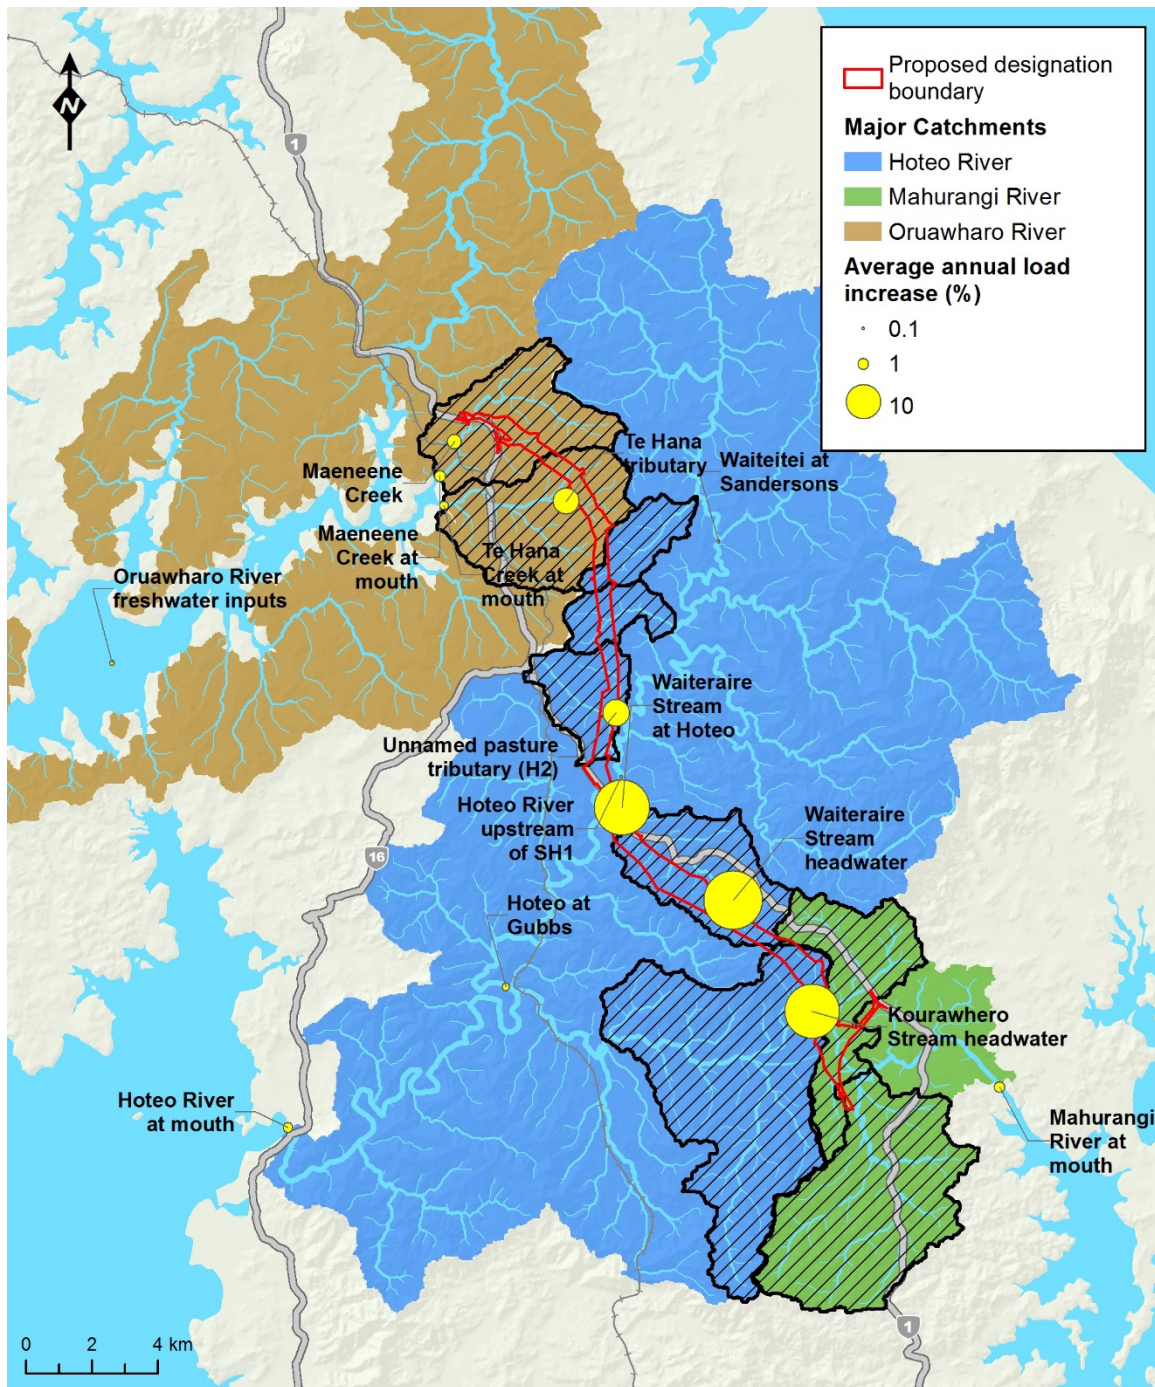 N
1
Proposed designation
boundary
Major Catchments
Hoteo River
Mahurangi River
Oruawharo River
Average annual load
increase (%)
0.1
1
10
Te Hana
tributary
Waiteitei at
Sandersons
Maeneene
Creek
Maeneene
Creek at
mouth
Te Hana
Creek at
mouth
Oruawharo River
freshwater inputs
Waiteraire
Stream
at Hoteo
Unnamed pasture
tributary (H2)
Hoteo River
upstream
of SH1
Waiteraire
Stream
headwater
16
Hoteo at
Gubbs
Kourawhero
Stream headwater
Hoteo River
at mouth
Mahurangi
River at
mouth
0 2 4 km
1